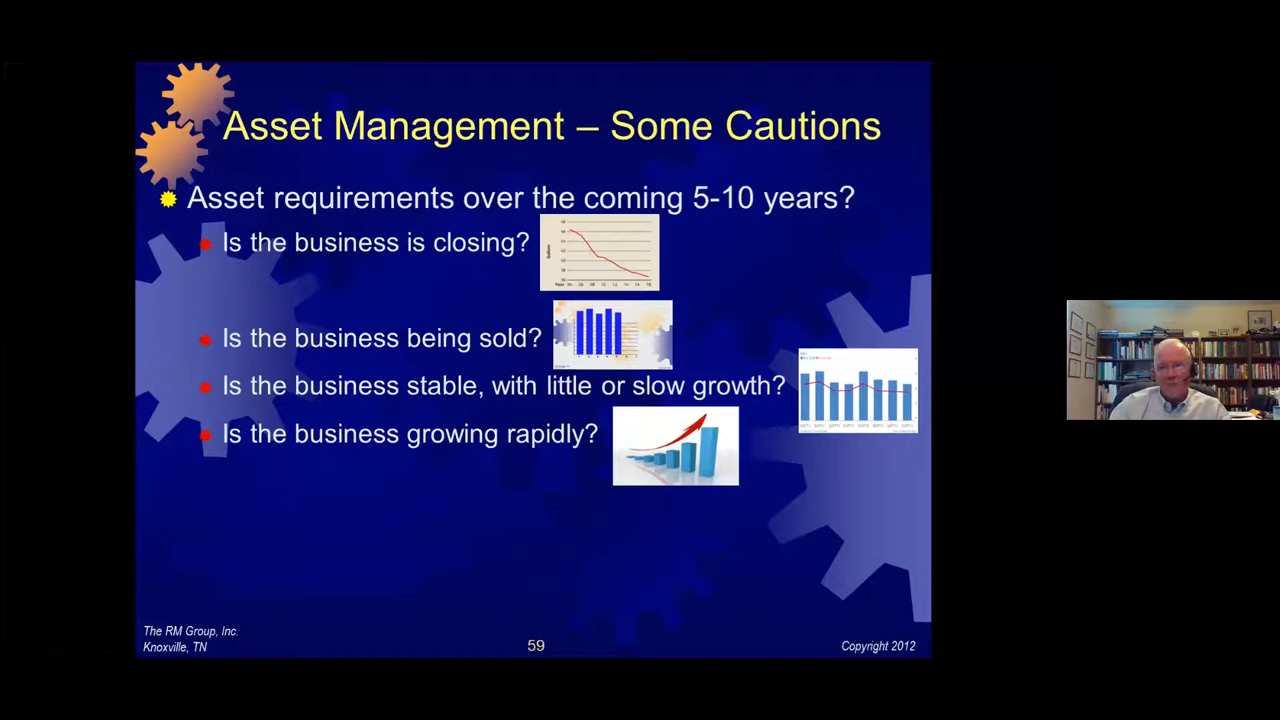 Asset Management – Some Cautions
Asset requirements over the coming 5-10 years?
Is the business is closing?
Is the business being sold?
Is the business stable, with little or slow growth?
Is the business growing rapidly?
The RM Group, Inc.
Knoxville, TN
59
Copyright 2012